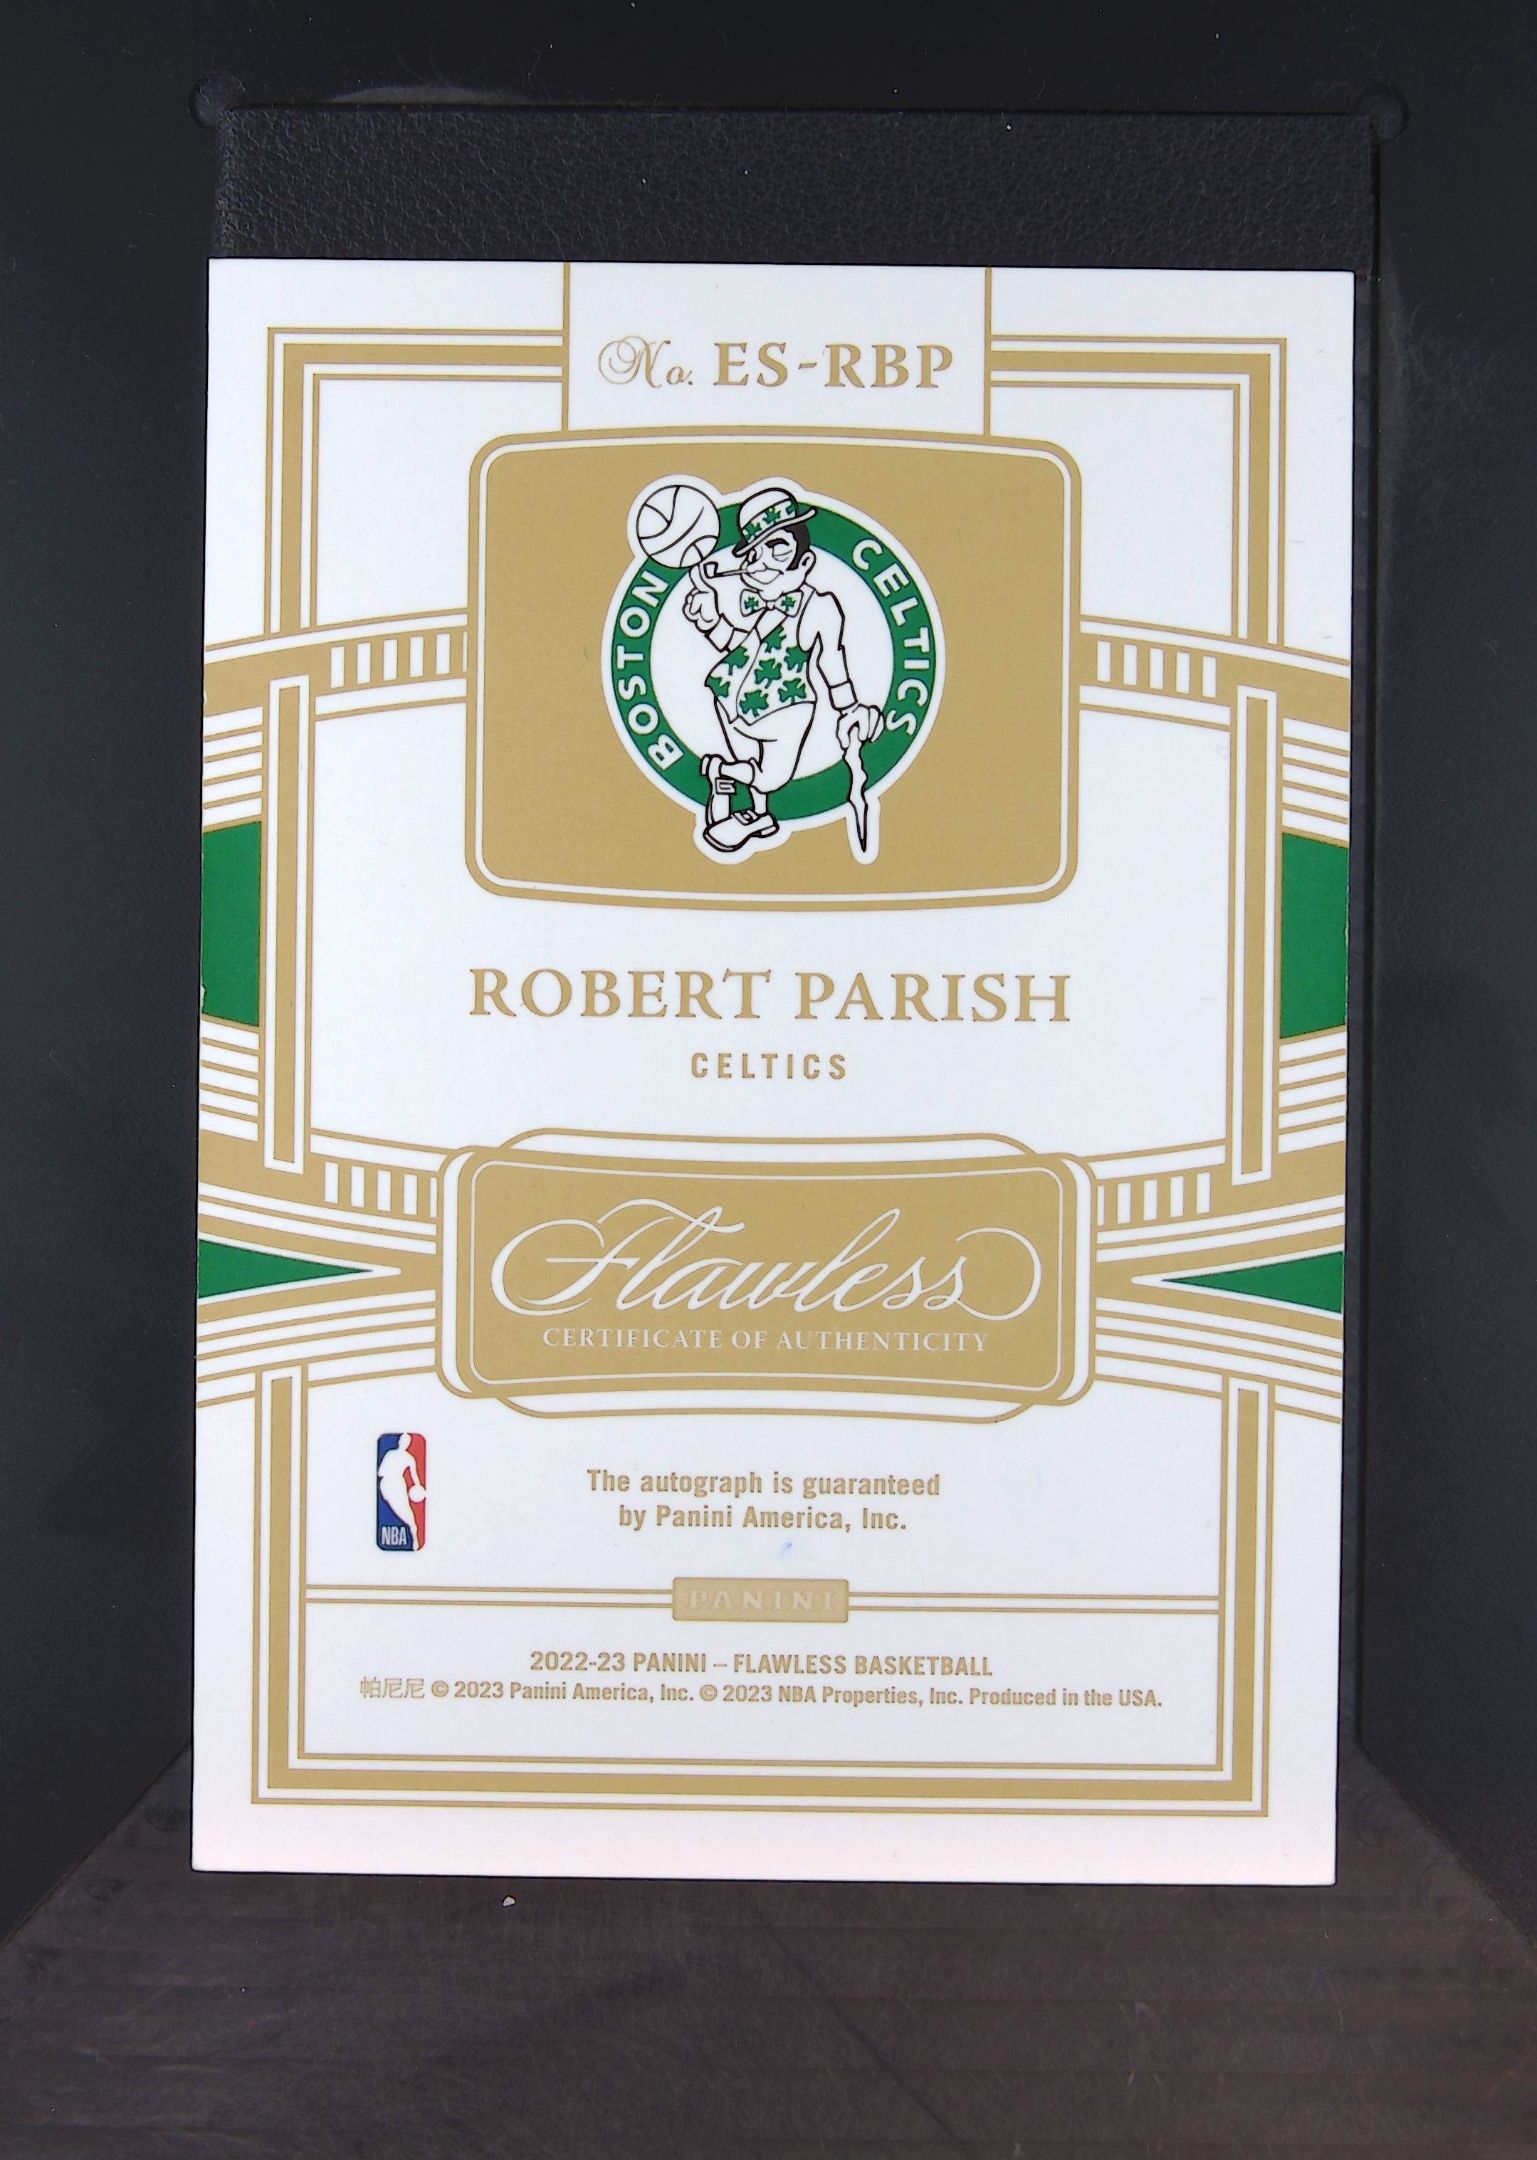 No. ES-RBP
BOSTON CELTICS
ROBERT PARISH
CELTICS
Flawless
CERTIFICATE OF AUTHENTICITY
The autograph is guaranteed
by Panini America, Inc.
NBA
PANINI
2022-23 PANINI – FLAWLESS BASKETBALL
帕尼尼 © 2023 Panini America, Inc. © 2023 NBA Properties, Inc. Produced in the USA.